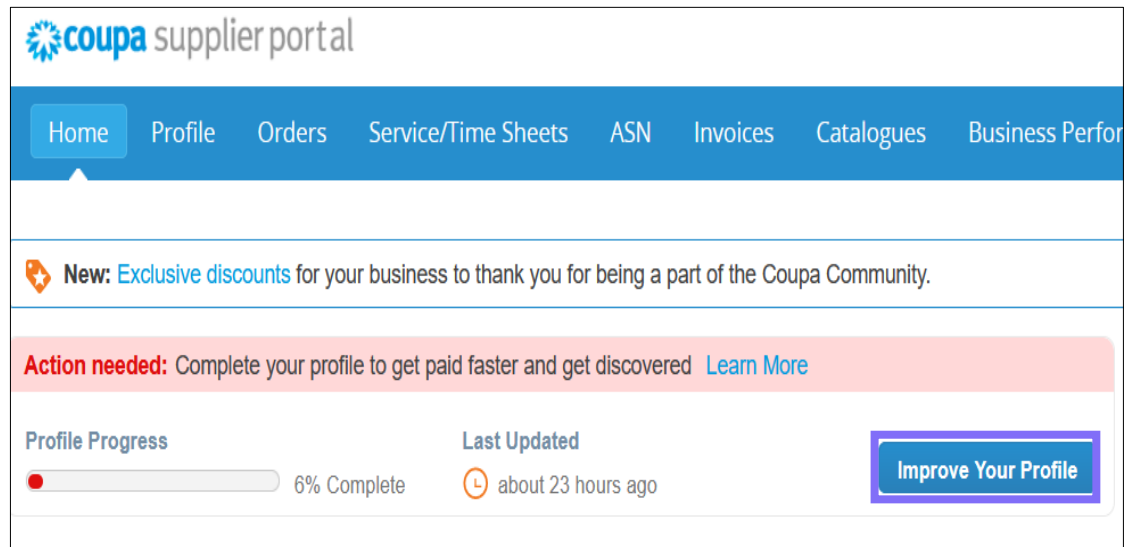 coupa supplier portal
Home Profile Orders Service/Time Sheets ASN Invoices Catalogues Business Perfor
New: Exclusive discounts for your business to thank you for being a part of the Coupa Community.
Action needed: Complete your profile to get paid faster and get discovered Learn More
Profile Progress Last Updated
6% Complete about 23 hours ago Improve Your Profile